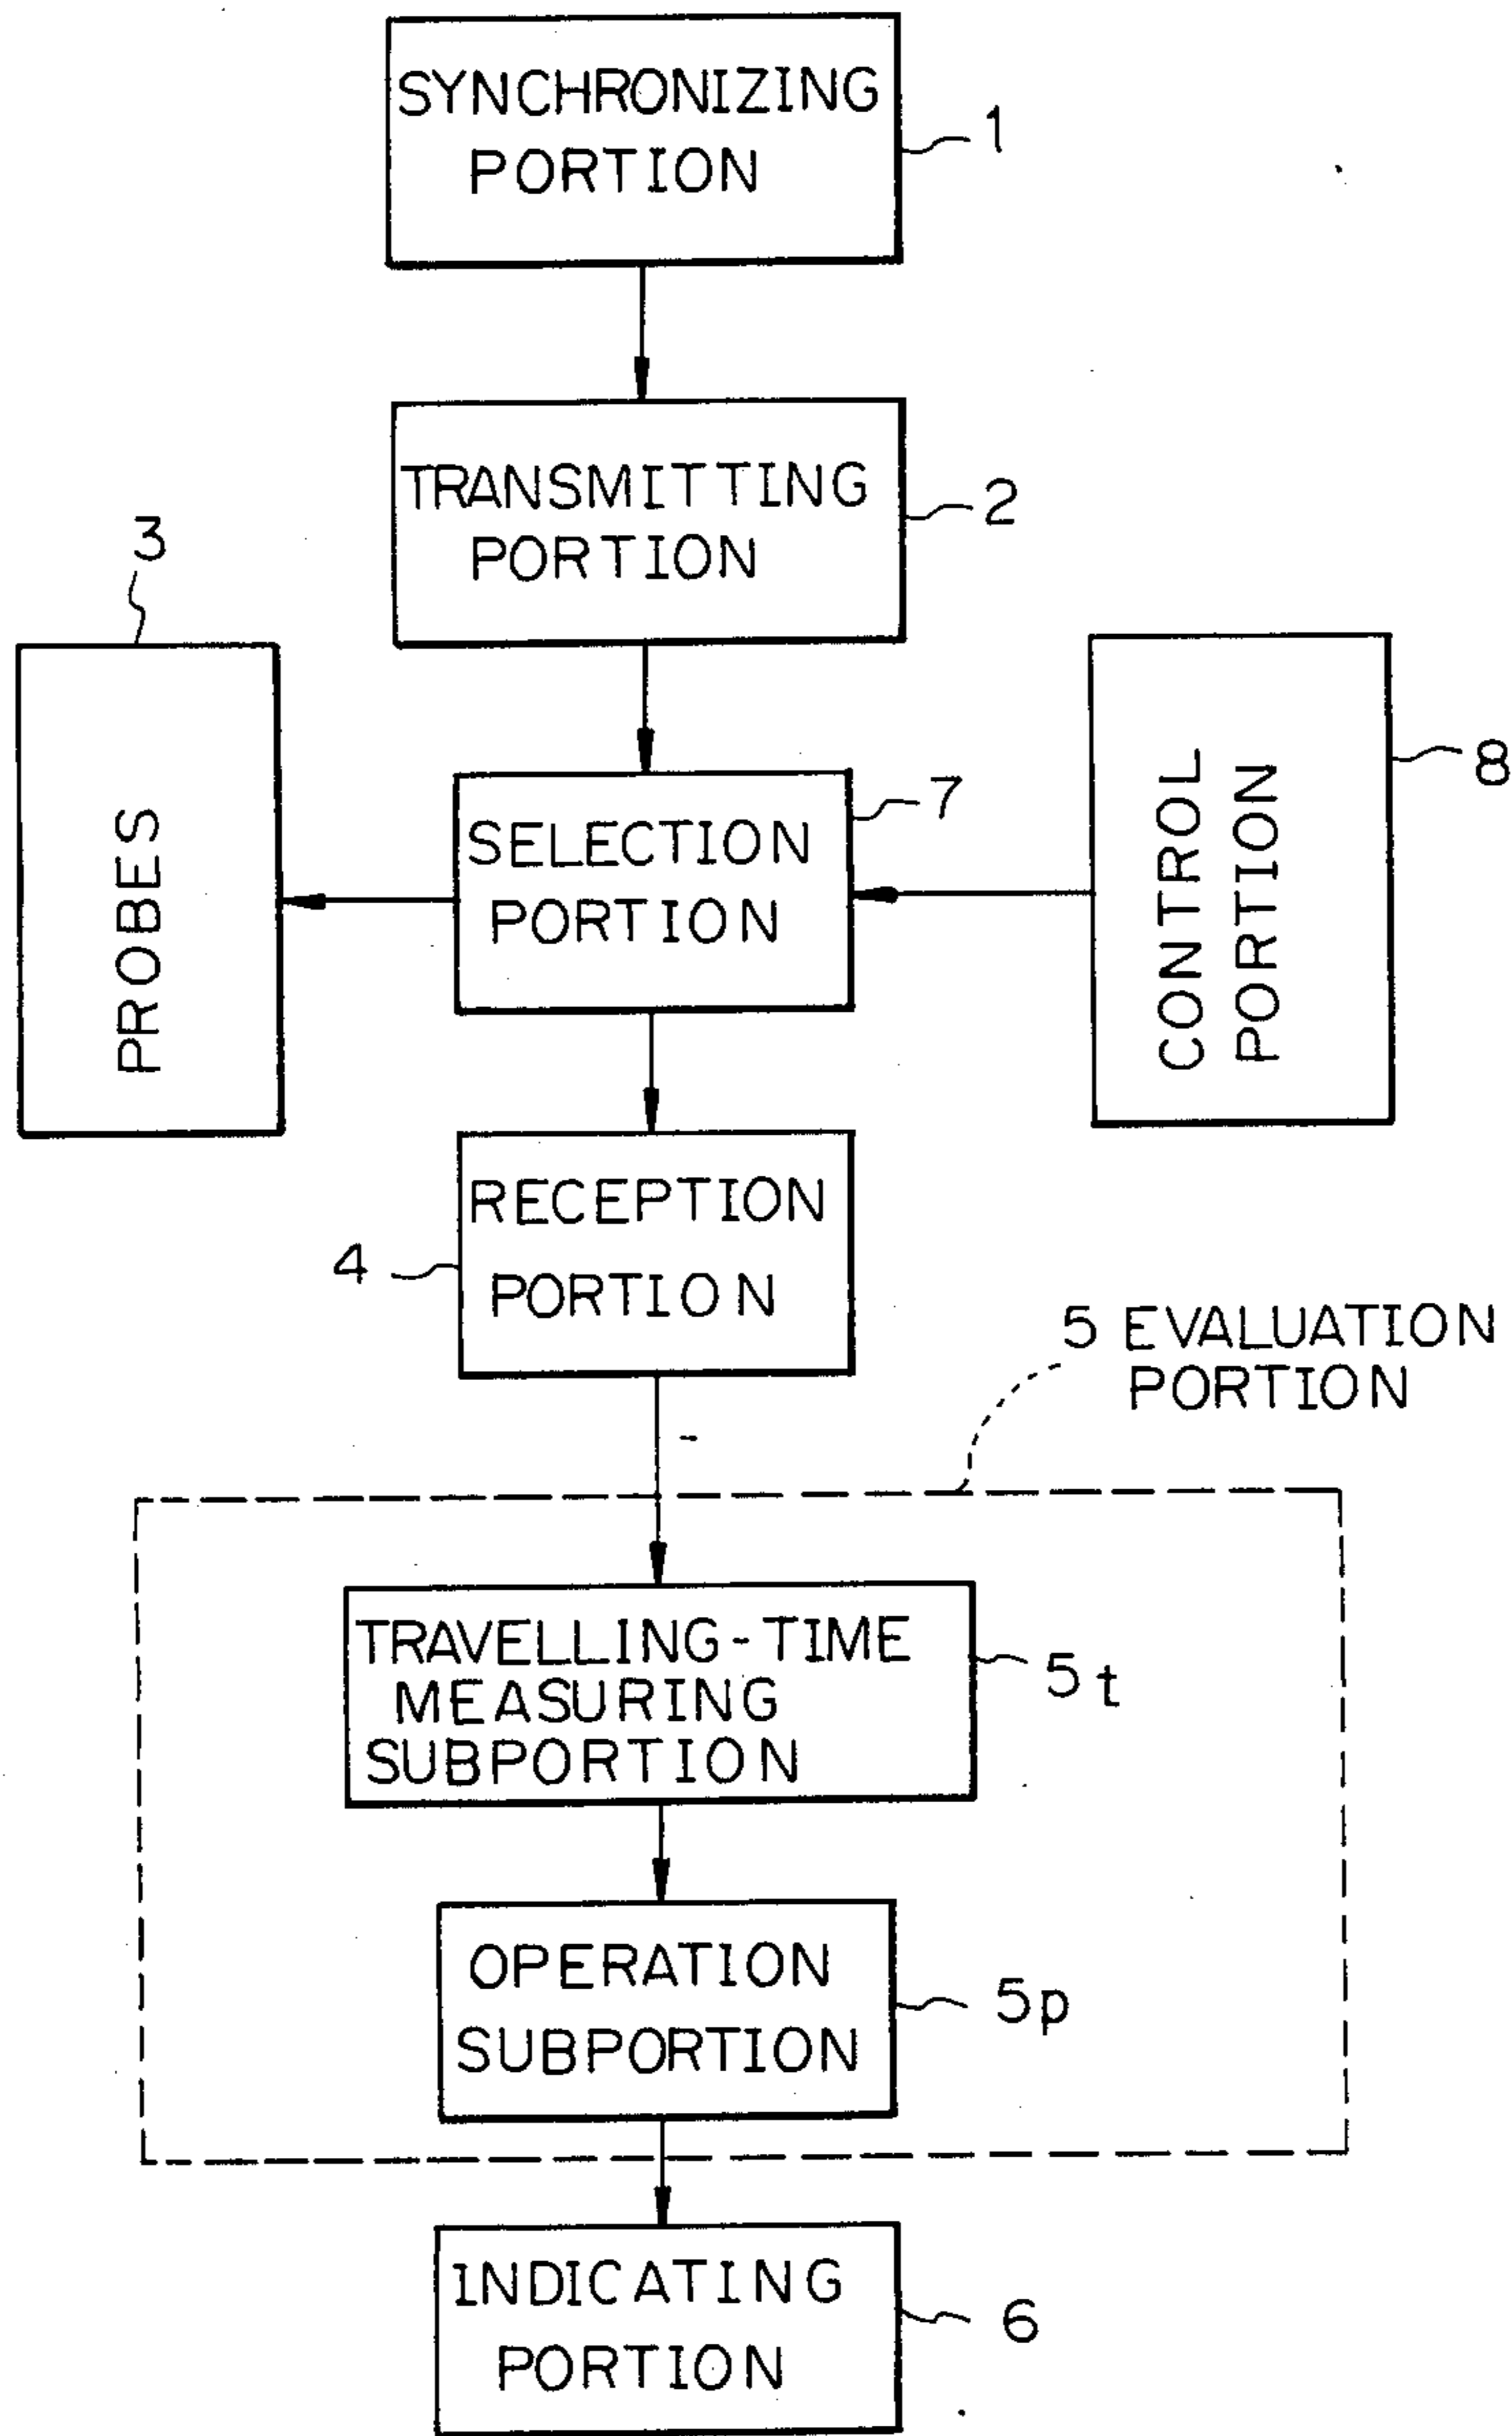 SYNCHRONIZING
PORTION
1
TRANSMITTING
PORTION
2
3
PROBES
SELECTION
PORTION
7
CONTROL
PORTION
8
RECEPTION
PORTION
4
5 EVALUATION
PORTION
TRAVELLING-TIME
MEASURING
SUBPORTION
5t
OPERATION
SUBPORTION
5p
INDICATING
PORTION
6